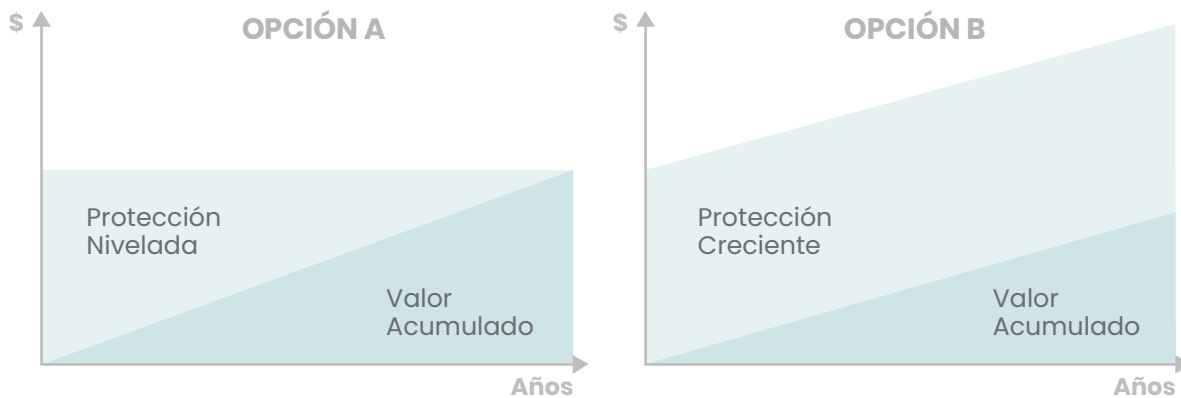 $
OPCIÓN A
Protección
Nivelada
Valor
Acumulado
Años
$
OPCIÓN B
Protección
Creciente
Valor
Acumulado
Años